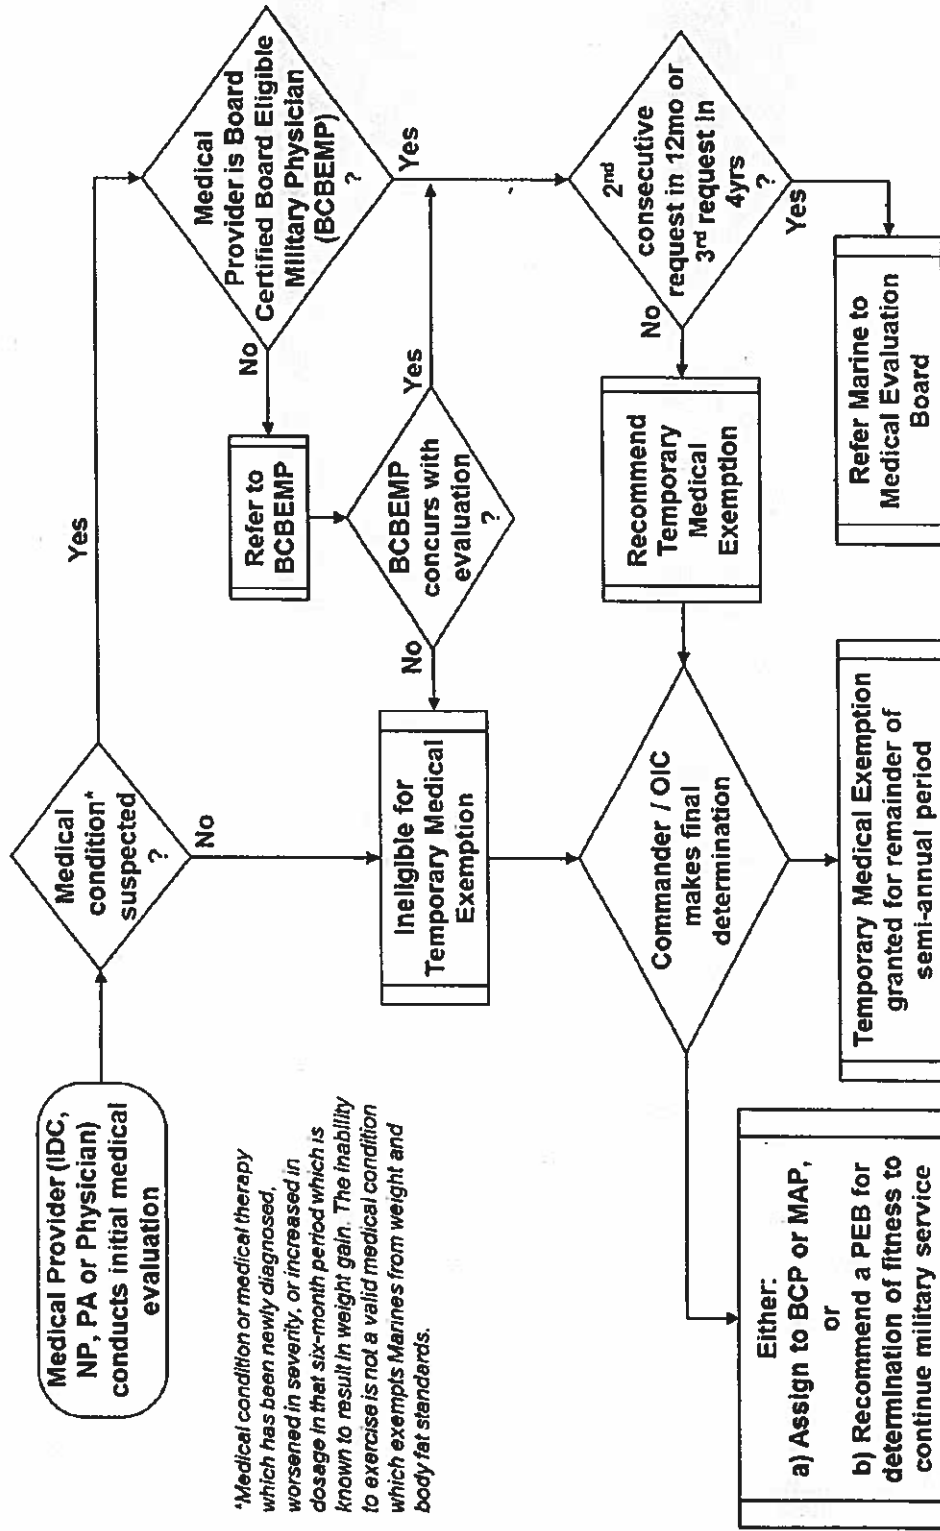 Medical Provider (IDC,
NP, PA or Physician)
conducts initial medical
evaluation
Medical
condition*
suspected
?
Yes
No
Medical
Provider is Board
Certified Board Eligible
Military Physician
(BCBEMP)
?
No
Yes
Refer to
BCBEMP
BCBEMP
concurs with
evaluation
?
Yes
No
Ineligible for
Temporary Medical
Exemption
2nd
consecutive
request in 12mo or
3rd request in
4yrs
?
No
Yes
Recommend
Temporary
Medical
Exemption
Refer Marine to
Medical Evaluation
Board
Commander / OIC
makes final
determination
Temporary Medical Exemption
granted for remainder of
semi-annual period
Either:
a) Assign to BCP or MAP,
or
b) Recommend a PEB for
determination of fitness to
continue military service
*Medical condition or medical therapy
which has been newly diagnosed,
worsened in severity, or increased in
dosage in that six-month period which is
known to result in weight gain. The inability
to exercise is not a valid medical condition
which exempts Marines from weight and
body fat standards.